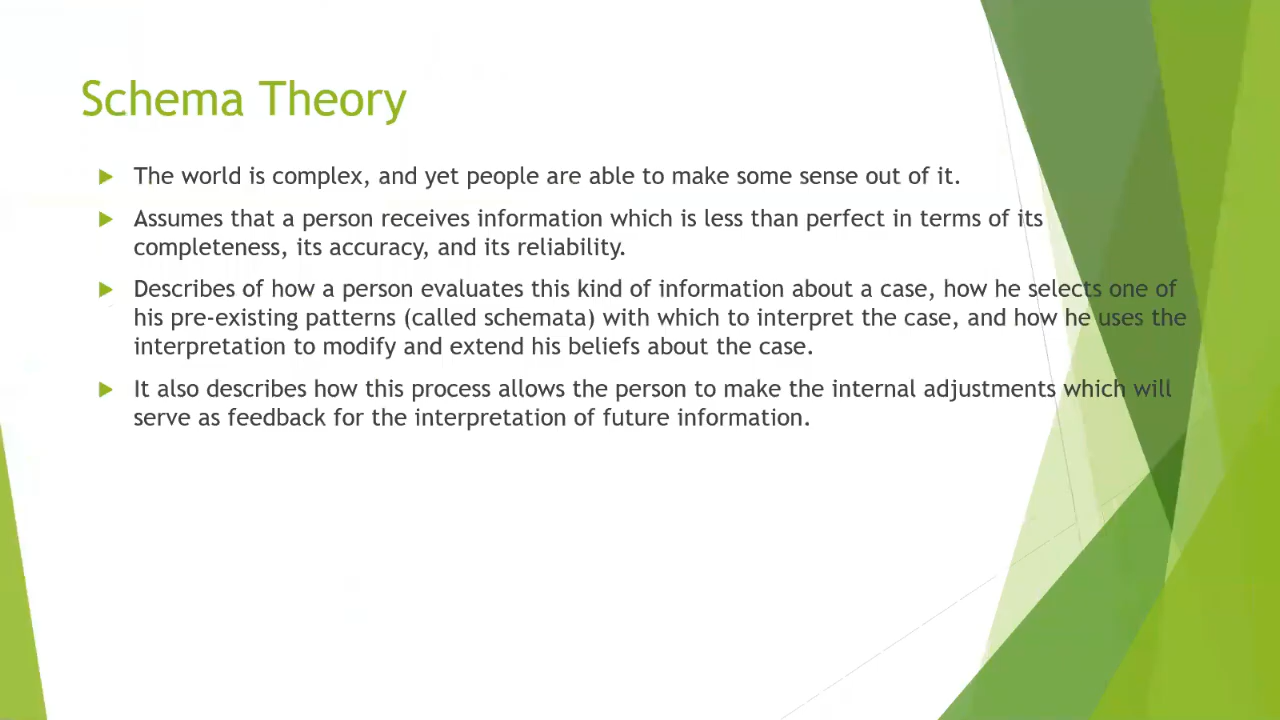 Schema Theory
The world is complex, and yet people are able to make some sense out of it.
Assumes that a person receives information which is less than perfect in terms of its
completeness, its accuracy, and its reliability.
Describes of how a person evaluates this kind of information about a case, how he selects one of
his pre-existing patterns (called schemata) with which to interpret the case, and how he uses the
interpretation to modify and extend his beliefs about the case.
It also describes how this process allows the person to make the internal adjustments which will
serve as feedback for the interpretation of future information.